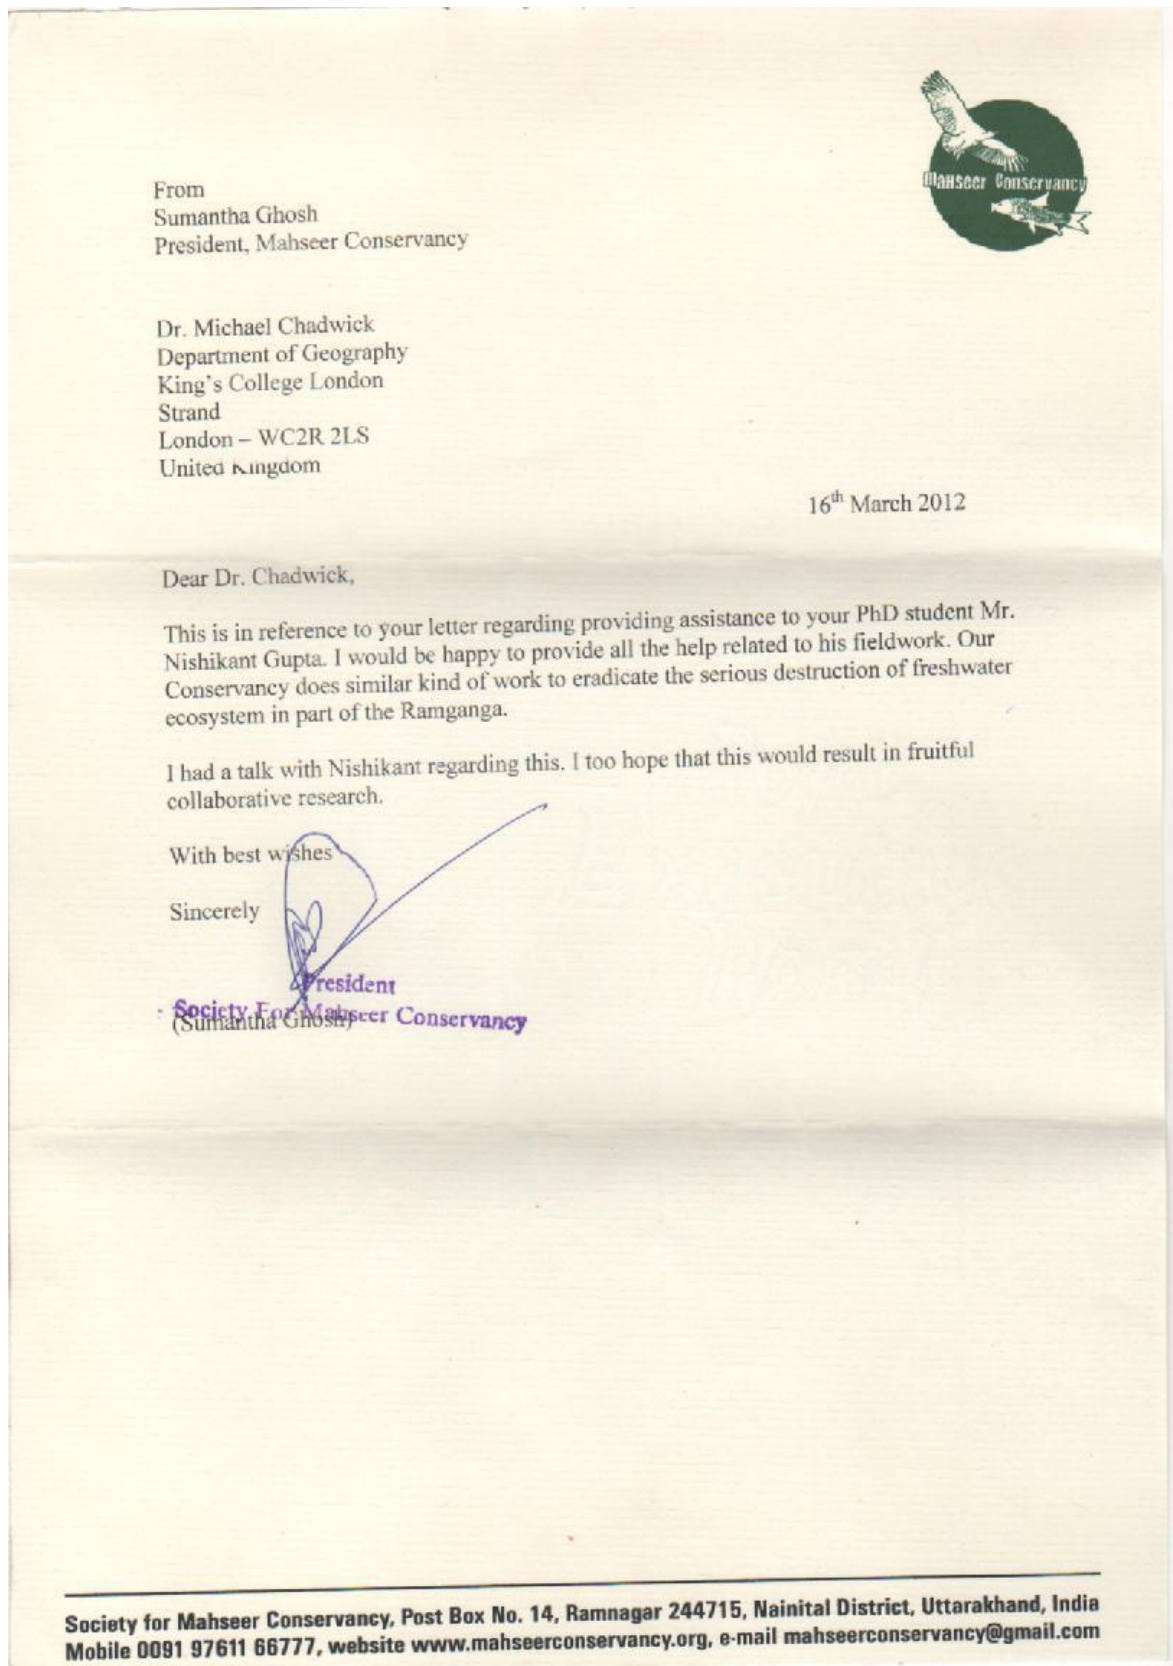 Mahseer Conservancy
From
Sumantha Ghosh
President, Mahseer Conservancy
Dr. Michael Chadwick
Department of Geography
King's College London
Strand
London – WC2R 2LS
United Kingdom
16th March 2012
Dear Dr. Chadwick,
This is in reference to your letter regarding providing assistance to your PhD student Mr.
Nishikant Gupta. I would be happy to provide all the help related to his fieldwork. Our
Conservancy does similar kind of work to eradicate the serious destruction of freshwater
ecosystem in part of the Ramganga.
I had a talk with Nishikant regarding this. I too hope that this would result in fruitful
collaborative research.
With best wishes
Sincerely
President
Society For Mahseer Conservancy
(Sumantha Ghosh)
Society for Mahseer Conservancy, Post Box No. 14, Ramnagar 244715, Nainital District, Uttarakhand, India
Mobile 0091 97611 66777, website www.mahseerconservancy.org, e-mail mahseerconservancy@gmail.com